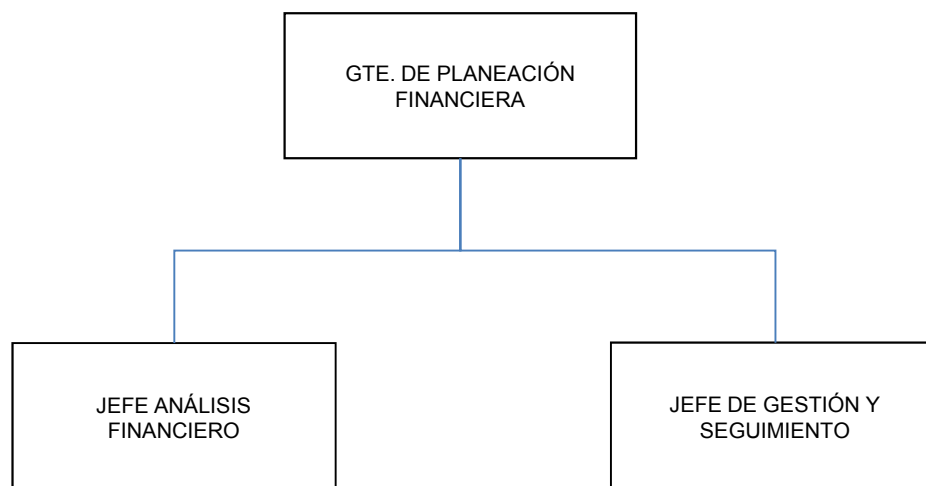 GTE. DE PLANEACIÓN
FINANCIERA
JEFE ANÁLISIS
FINANCIERO
JEFE DE GESTIÓN Y
SEGUIMIENTO